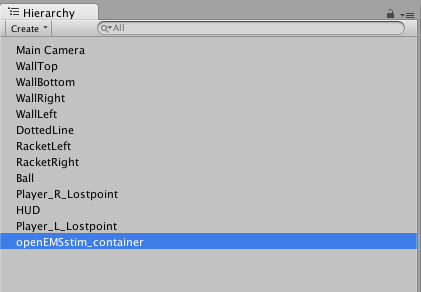 Hierarchy
Create
All
Main Camera
WallTop
WallBottom
WallRight
WallLeft
DottedLine
RacketLeft
RacketRight
Ball
Player_R_Lostpoint
HUD
Player_L_Lostpoint
openEMSstim_container